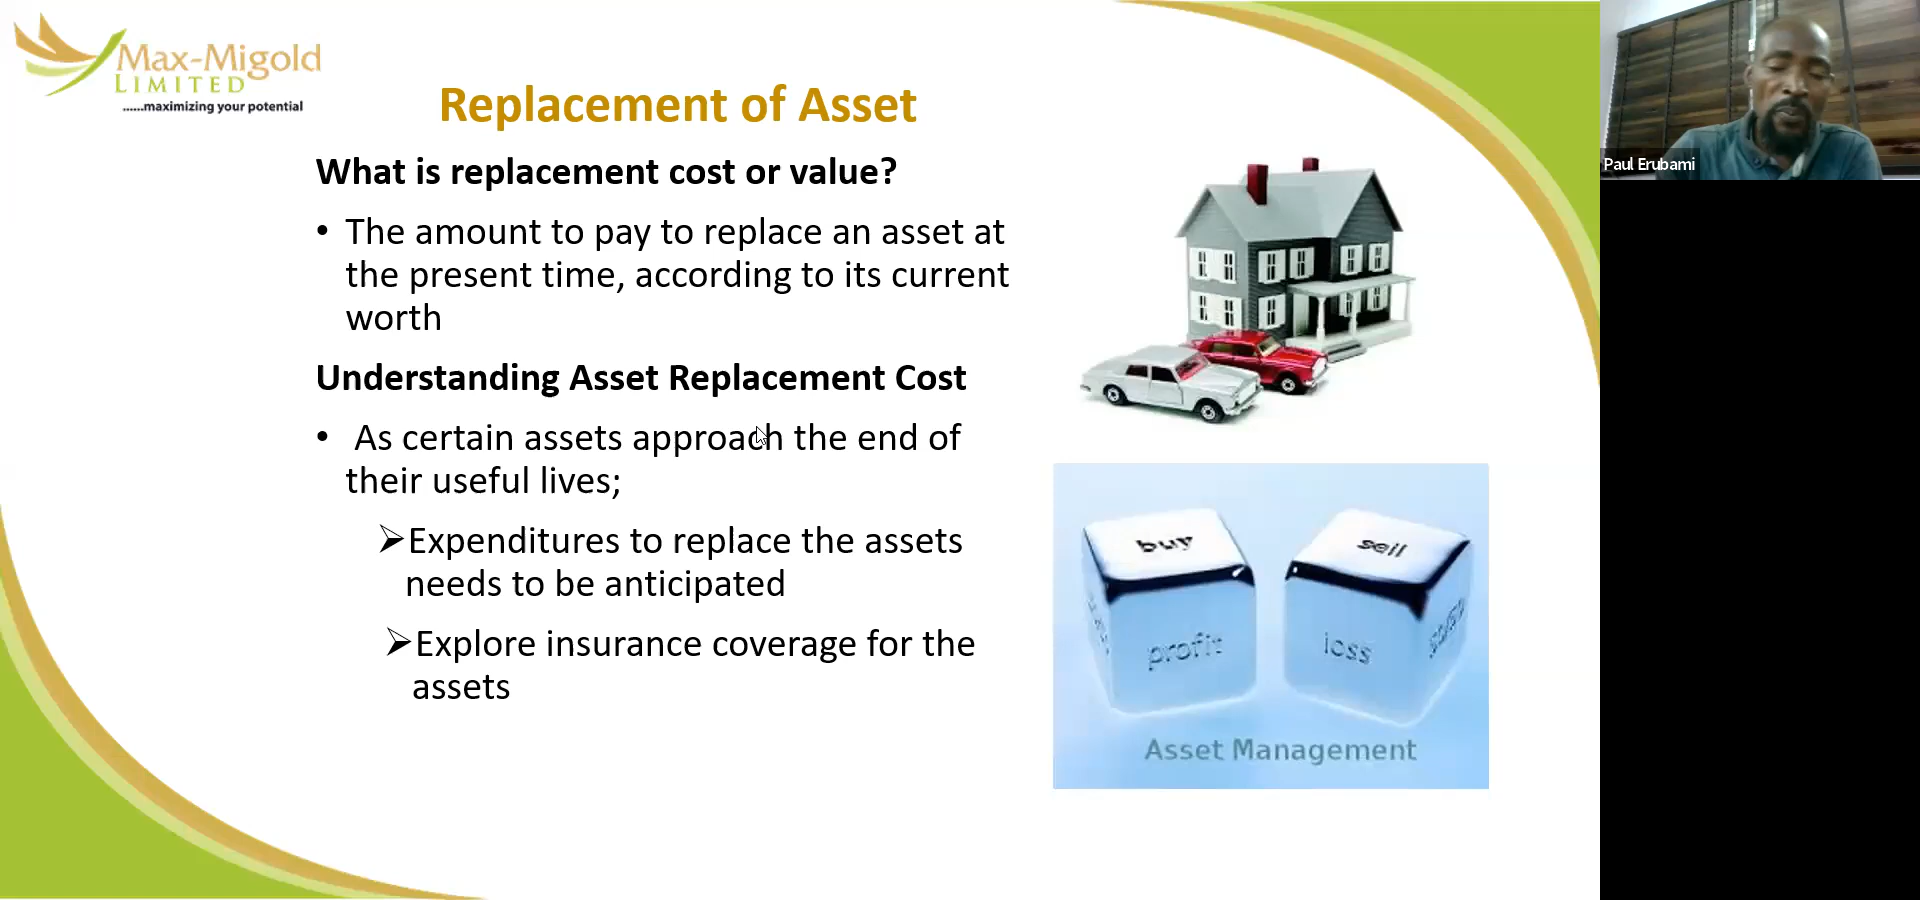 Max-Migold
LIMITED
......maximizing your potential
Replacement of Asset
What is replacement cost or value?
• The amount to pay to replace an asset at
the present time, according to its current
worth
Understanding Asset Replacement Cost
• As certain assets approach the end of
their useful lives;
➢Expenditures to replace the assets
needs to be anticipated
➢Explore insurance coverage for the
assets
buy
sell
profit
loss
Asset Management
Paul Erubami